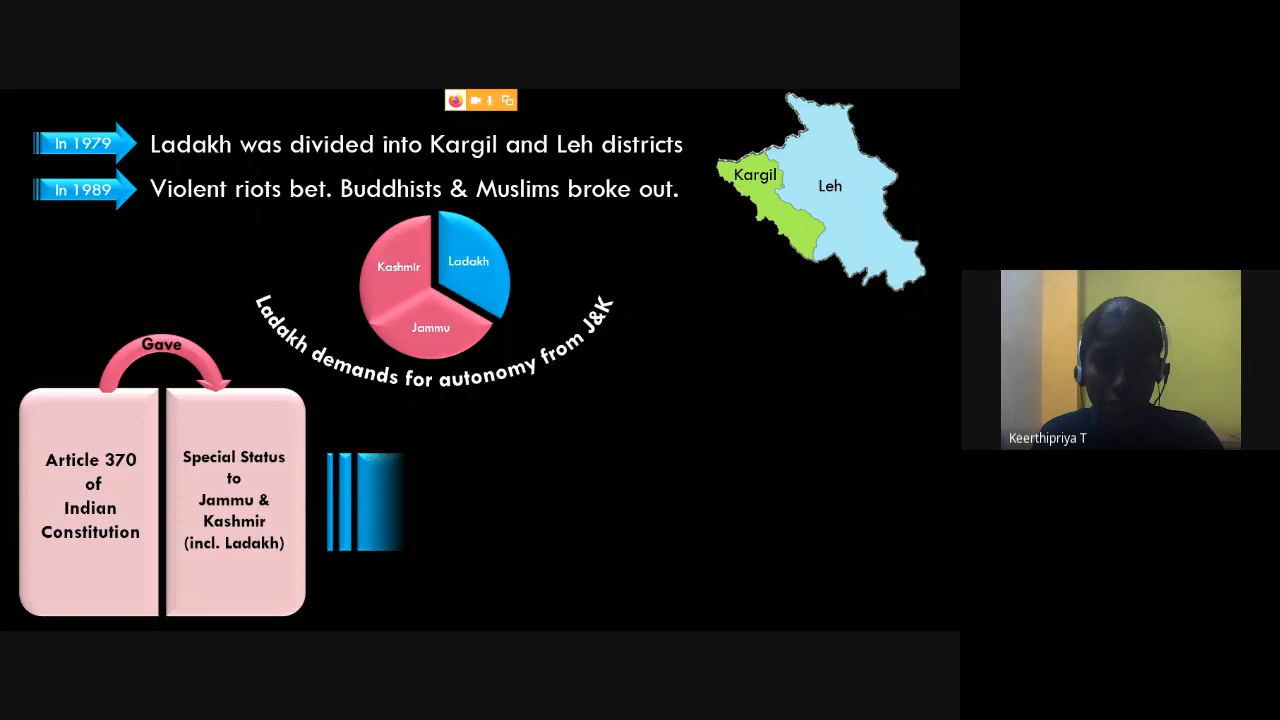 In 1979
Ladakh was divided into Kargil and Leh districts
In 1989
Violent riots bet. Buddhists & Muslims broke out.
Kargil
Leh
Kashmir
Ladakh
Jammu
Ladakh demands for autonomy from J&K
Gave
Article 370
of
Indian
Constitution
Special Status
to
Jammu &
Kashmir
(incl. Ladakh)
Keerthipriya T